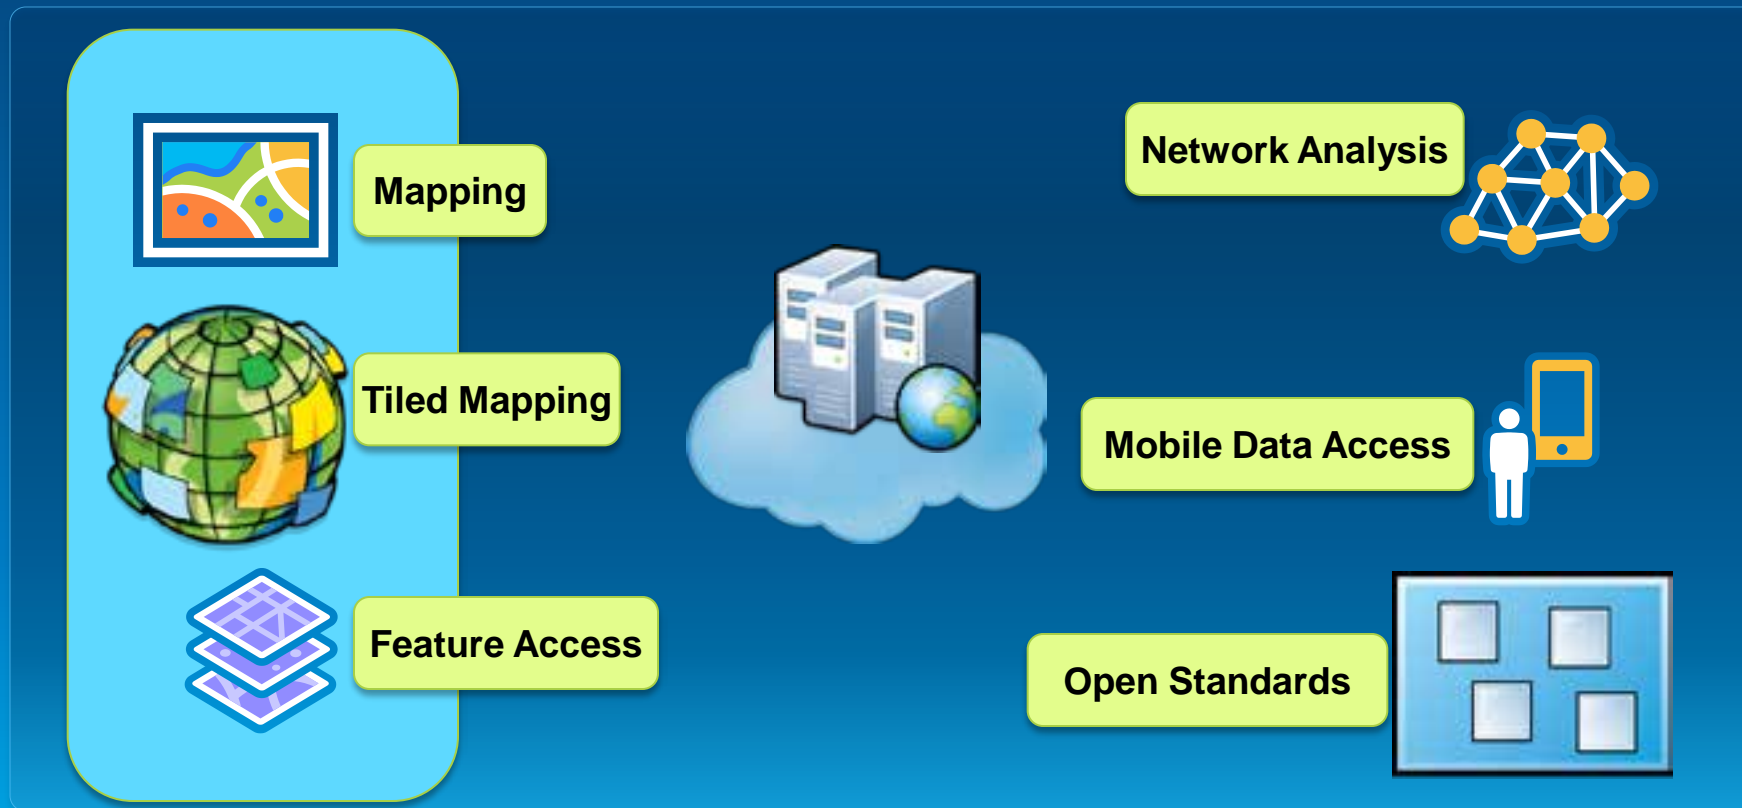 Mapping
Tiled Mapping
Feature Access
Network Analysis
Mobile Data Access
Open Standards